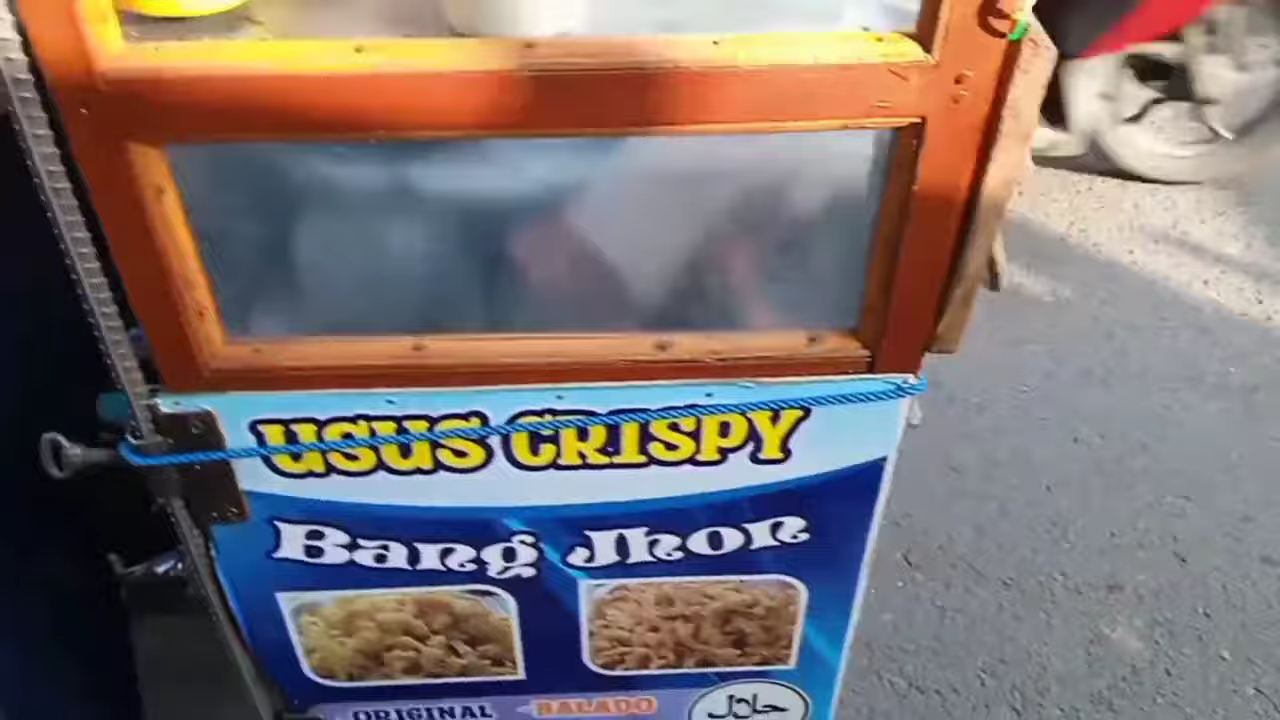 USUS CRISPY
Bang Jhon
ORIGINAL
BALADO
حلال